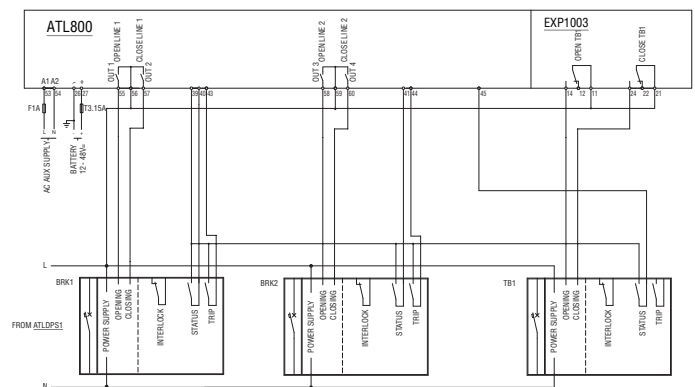 ATL800
EXP1003
OUT 1
OPEN LINE 1
CLOSE LINE 1
OUT 2
OUT 3
OPEN LINE 2
CLOSE LINE 2
OUT 4
OPEN TB1
CLOSE TB1
A1 A2 - +
53 54 26 27 55 56 57 39 40 43 58 59 60 41 44 45 14 12 11 24 22 21
F1A
T3.15A
L N - +
AC AUX SUPPLY
BATTERY
12 - 48V=
L
BRK1
BRK2
TB1
FROM ATLDPS1
POWER SUPPLY
OPENING
CLOSING
INTERLOCK
STATUS
TRIP
POWER SUPPLY
OPENING
CLOSING
INTERLOCK
STATUS
TRIP
POWER SUPPLY
OPENING
CLOSING
INTERLOCK
STATUS
TRIP
N